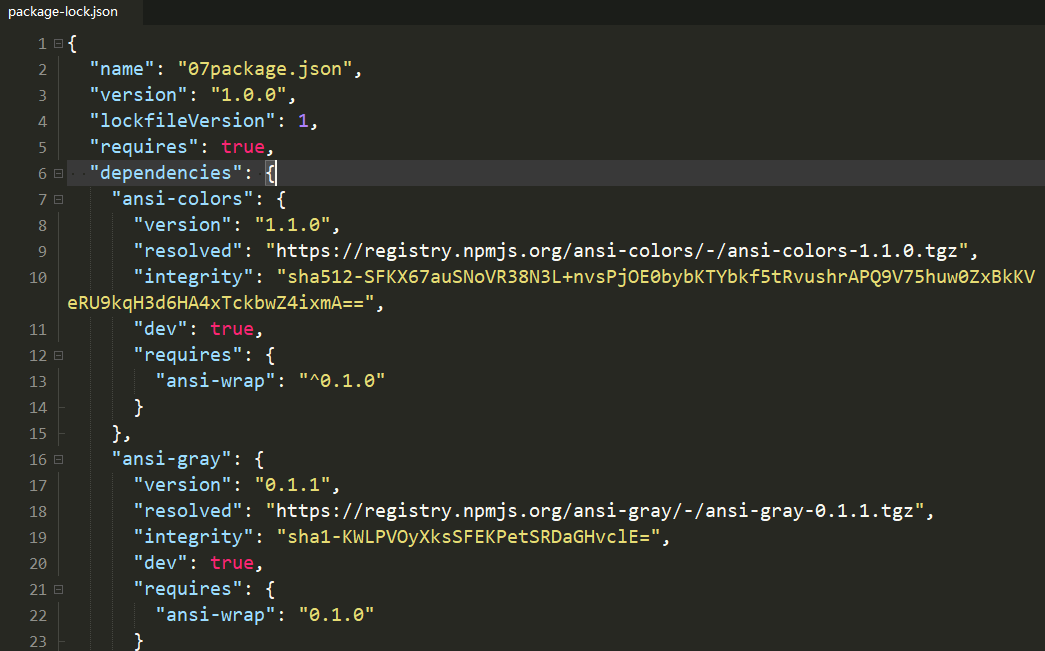 package-lock.json
1 {
2 "name": "07package.json",
3 "version": "1.0.0",
4 "lockfileVersion": 1,
5 "requires": true,
6 "dependencies": {
7 "ansi-colors": {
8 "version": "1.1.0",
9 "resolved": "https://registry.npmjs.org/ansi-colors/-/ansi-colors-1.1.0.tgz",
10 "integrity": "sha512-SFKX67auSNoVR38N3L+nvsPjOE0bybKTYbkf5tRvushrAPQ9V75huw0ZxBkKV
eRU9kqH3d6HA4xTckbwZ4ixmA==",
11 "dev": true,
12 "requires": {
13 "ansi-wrap": "^0.1.0"
14 }
15 },
16 "ansi-gray": {
17 "version": "0.1.1",
18 "resolved": "https://registry.npmjs.org/ansi-gray/-/ansi-gray-0.1.1.tgz",
19 "integrity": "sha1-KWLPVOyXksSFEKPetSRDaGHvclE=",
20 "dev": true,
21 "requires": {
22 "ansi-wrap": "0.1.0"
23 }